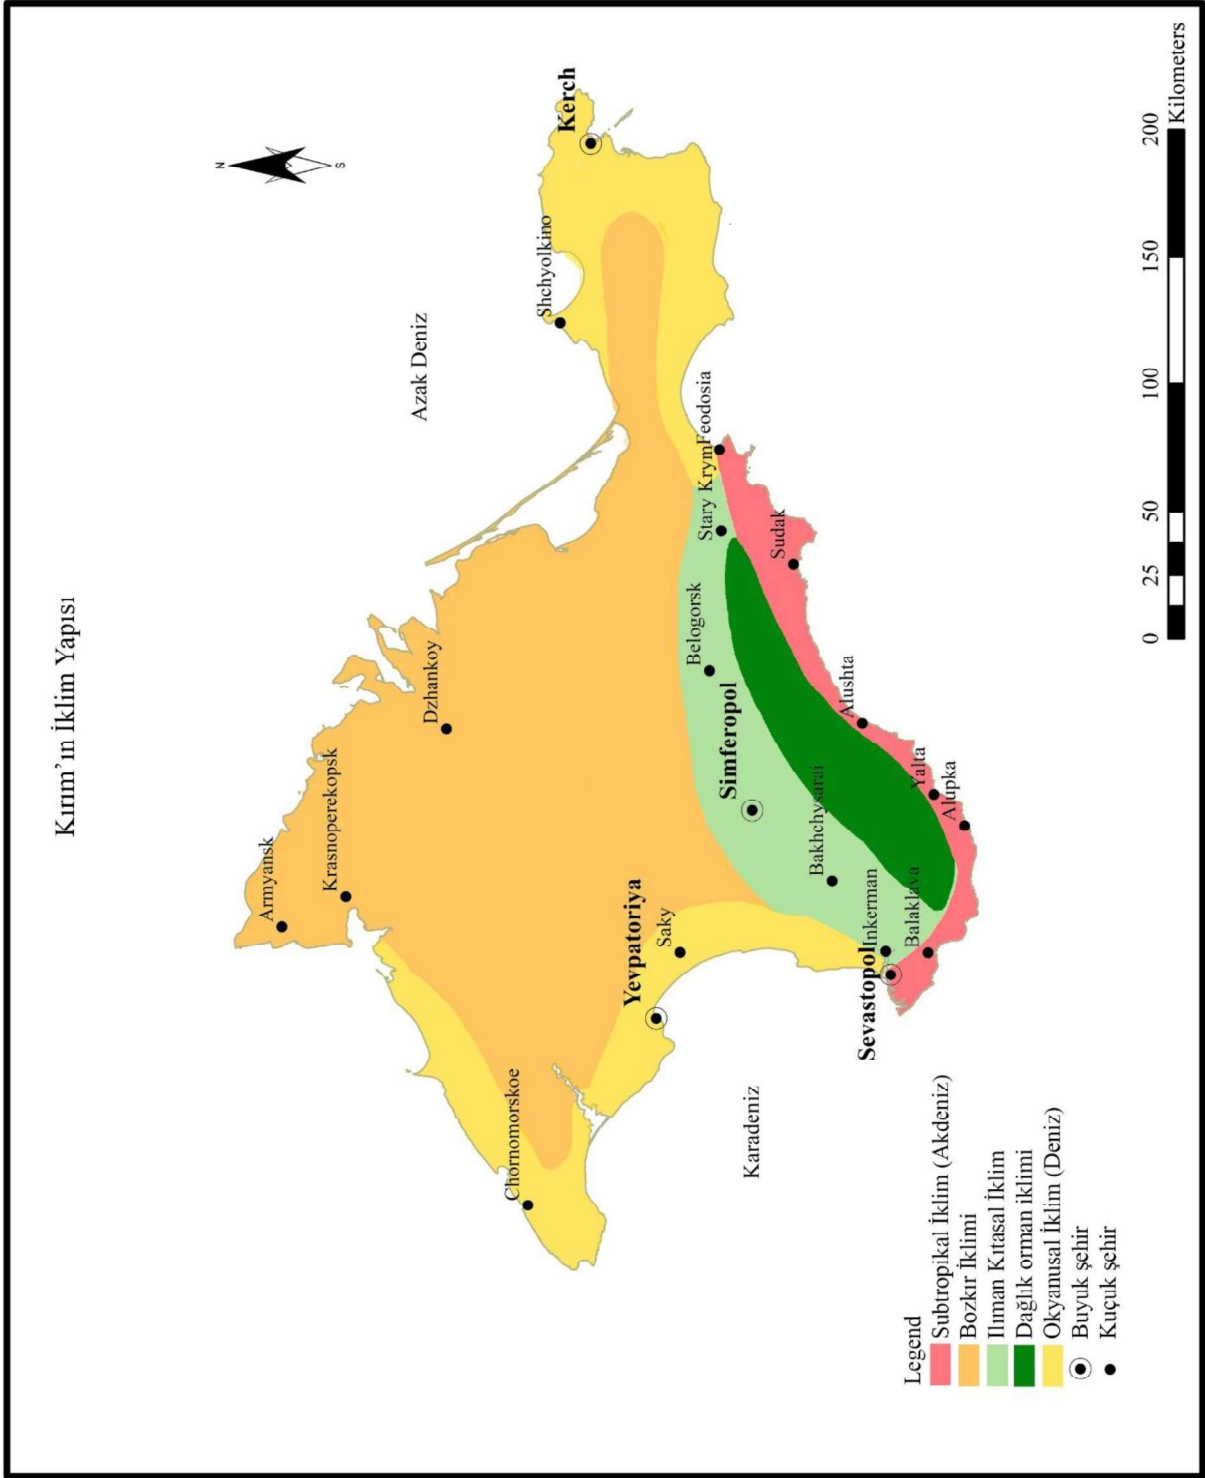 Kırım’ın İklim Yapısı
N
S
Azak Deniz
Armyansk
Krasnoperekopsk
Dzhankoy
Chornomorskoe
Shchyolkino
Kerch
Yevpatoriya
Saky
Simferopol
Belogorsk
Stary Krym
Feodosia
Sudak
Bakhchysarai
Alushta
Karadeniz
Sevastopol
Inkerman
Balaklava
Yalta
Alupka
Legend
Subtropikal İklim (Akdeniz)
Bozkır İklimi
Ilıman Kıtasal İklim
Dağlık orman iklimi
Okyanusal İklim (Deniz)
Buyuk şehir
Kuçuk şehir
0 25 50 100 150 200
Kilometers